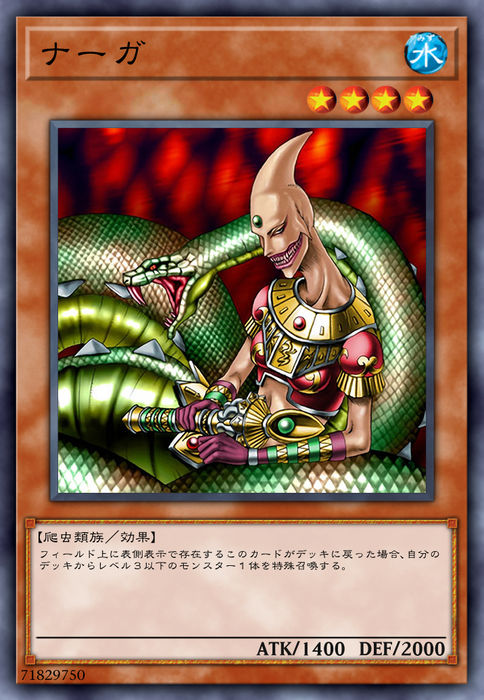 ナーガ
みず
水
【爬虫類族／効果】
フィールド上に表側表示で存在するこのカードがデッキに戻った場合、自分の
デッキからレベル３以下のモンスター１体を特殊召喚する。
ATK/1400 DEF/2000
71829750